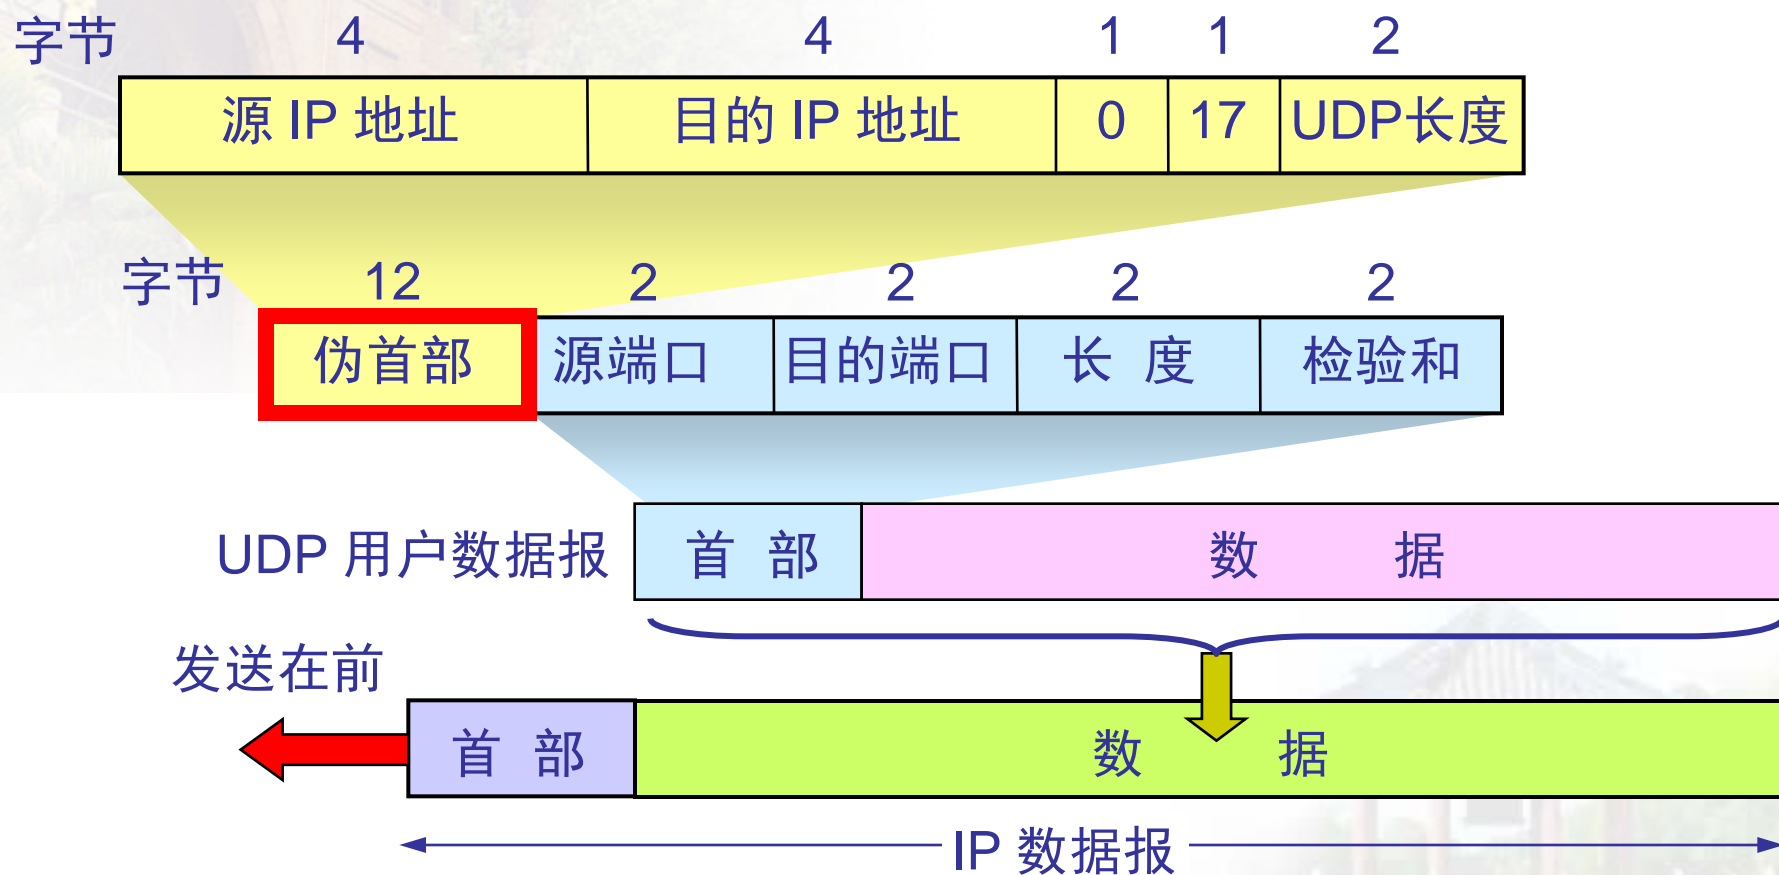 字节 4 4 1 1 2
源 IP 地址 目的 IP 地址 0 17 UDP长度
字节 12 2 2 2 2
伪首部 源端口 目的端口 长 度 检验和
UDP 用户数据报 首 部 数 据
发送在前
首 部 数 据
IP 数据报